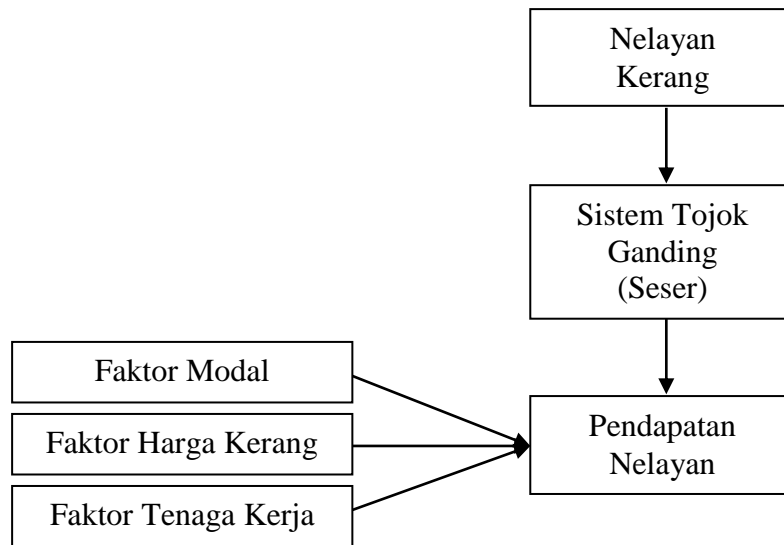 Nelayan
Kerang
Sistem Tojok
Ganding
(Seser)
Faktor Modal
Faktor Harga Kerang
Faktor Tenaga Kerja
Pendapatan
Nelayan